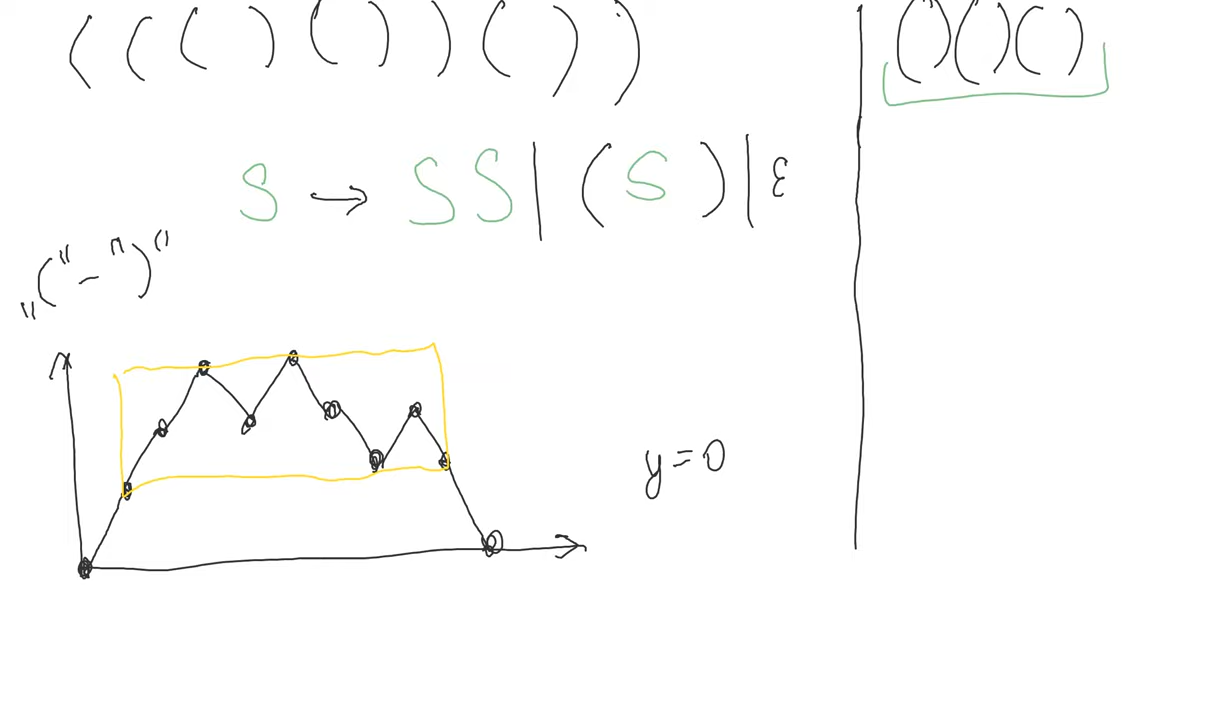 ((()())())
()()()
S → SS | (S) | ε
"(" - ")"
y = 0